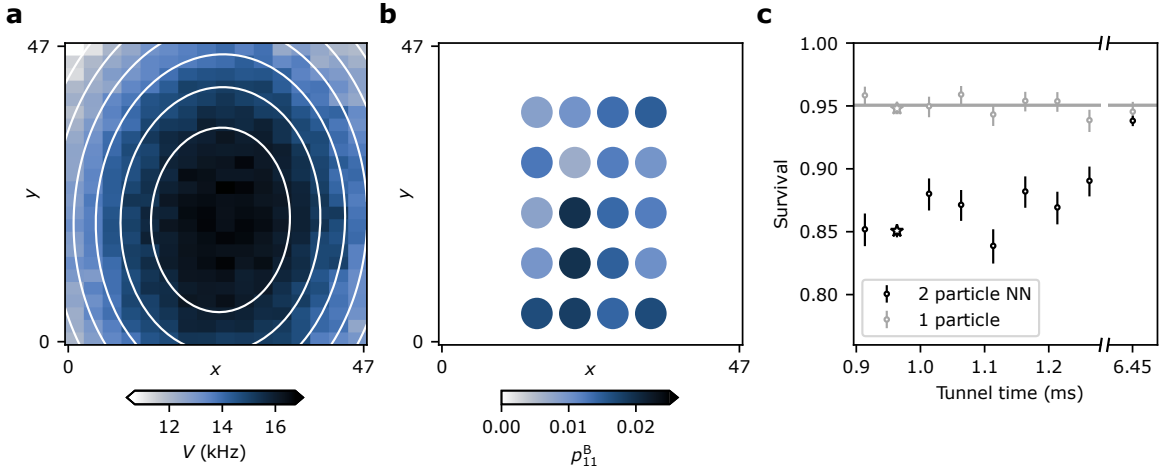 a
47
y
0
0
x
47
12
14
16
V (kHz)
b
47
y
0
0
x
47
0.00
0.01
0.02
p^B_11
c
1.00
0.95
0.90
0.85
0.80
Survival
2 particle NN
1 particle
0.9
1.0
1.1
1.2
6.45
Tunnel time (ms)